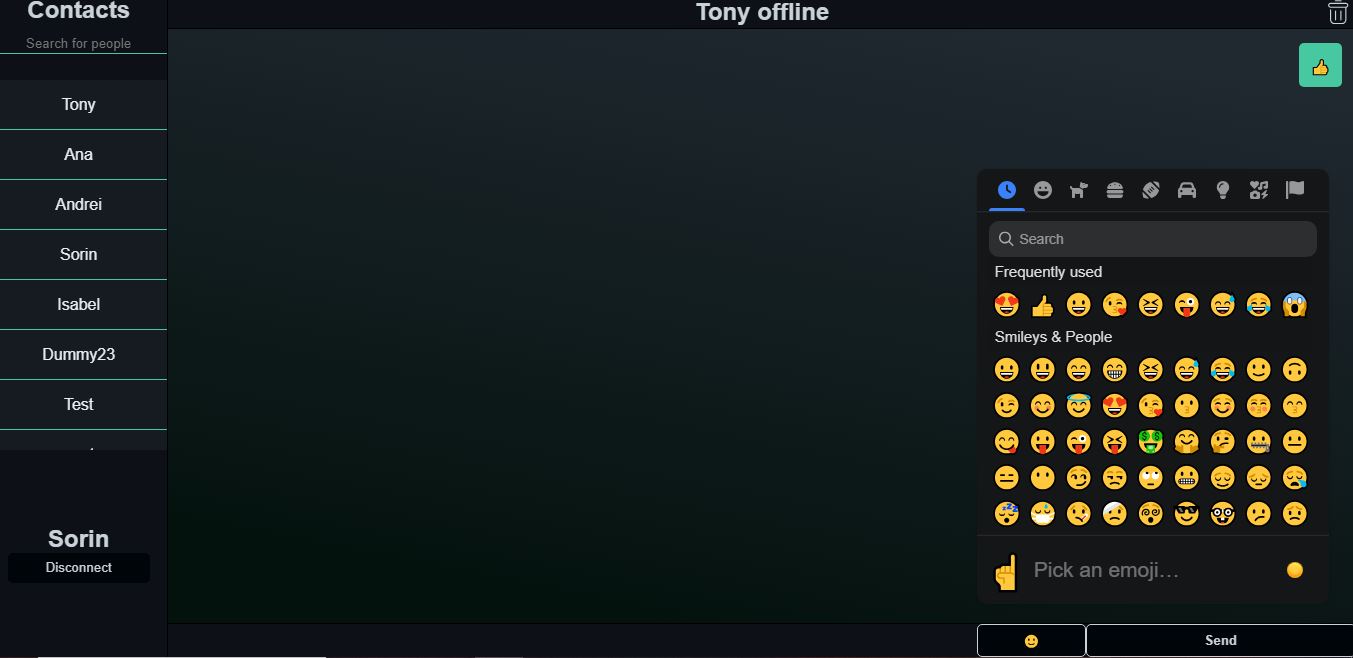 Contacts
Search for people
Tony
Ana
Andrei
Sorin
Isabel
Dummy23
Test
Sorin
Disconnect
Tony offline
Search
Frequently used
Smileys & People
Pick an emoji…
Send